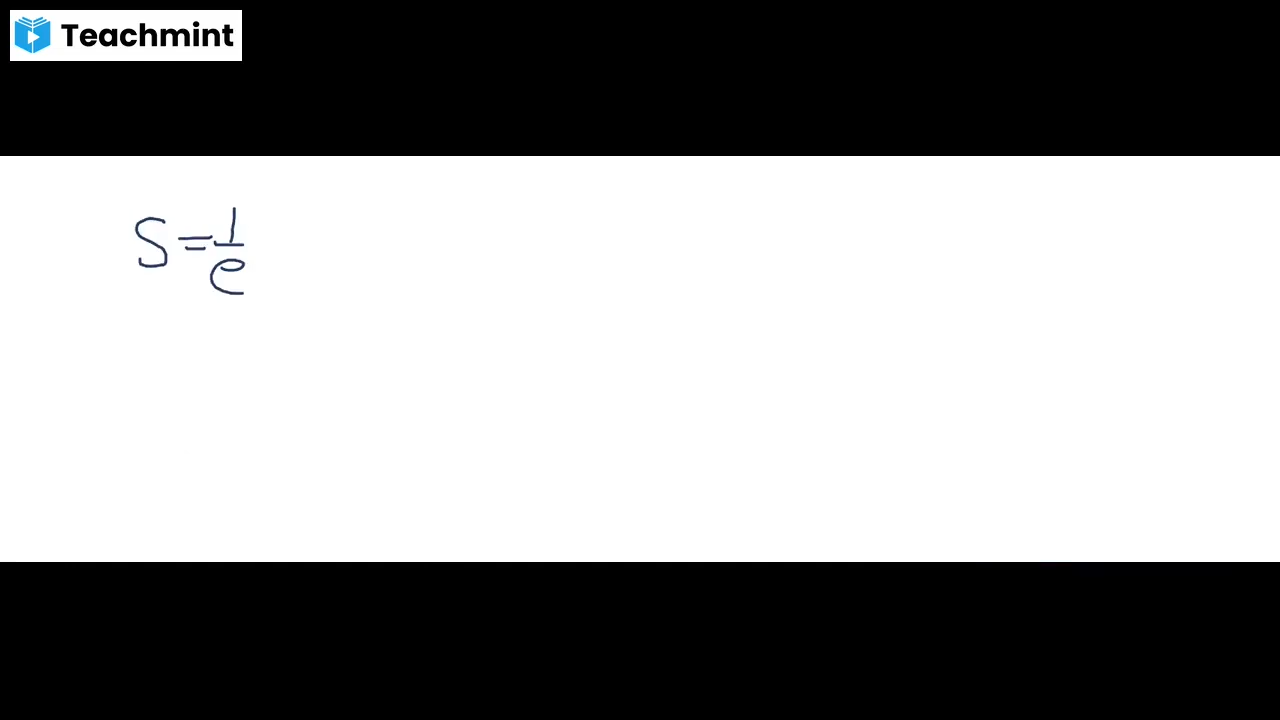 Teachmint
S = 1/e